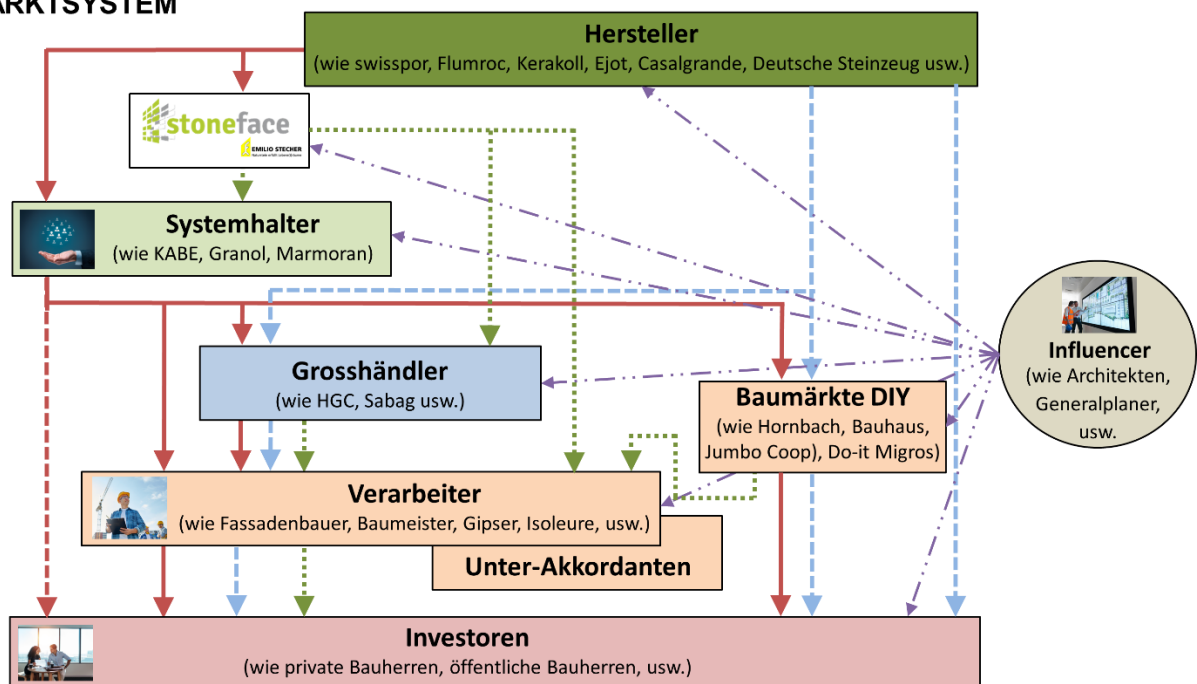 ARKTSYSTEM
Hersteller
(wie swisspor, Flumroc, Kerakoll, Ejot, Casalgrande, Deutsche Steinzeug usw.)
stoneface
EMILIO STECHER
Systemhalter
(wie KABE, Granol, Marmoran)
Grosshändler
(wie HGC, Sabag usw.)
Baumärkte DIY
(wie Hornbach, Bauhaus,
Jumbo Coop), Do-it Migros)
Influencer
(wie Architekten,
Generalplaner,
usw.
Verarbeiter
(wie Fassadenbauer, Baumeister, Gipser, Isoleure, usw.)
Unter-Akkordanten
Investoren
(wie private Bauherren, öffentliche Bauherren, usw.)